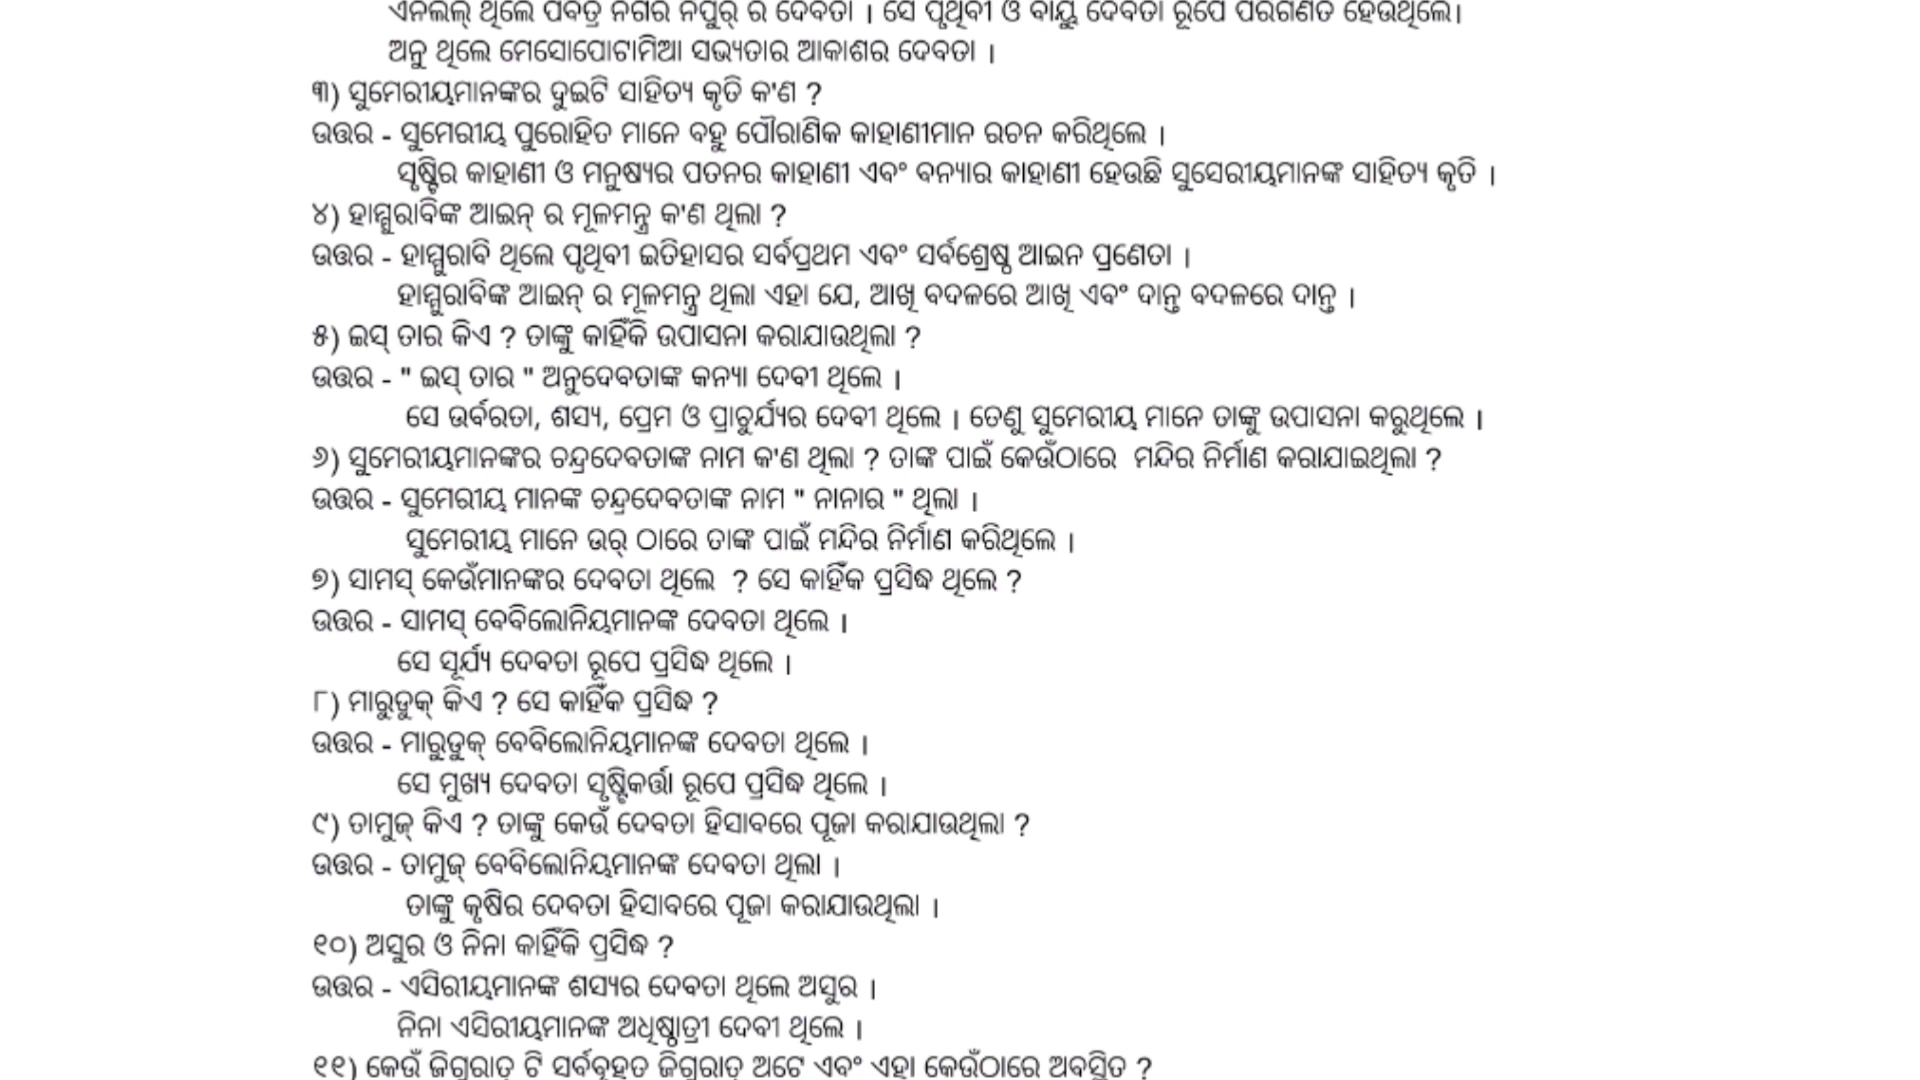 ଏନଲିଲ୍ ଥିଲେ ପବିତ୍ର ନଗର ନିପୁର୍ ର ଦେବତା । ସେ ପୃଥିବୀ ଓ ବାୟୁ ଦେବତା ରୂପେ ପରିଗଣିତ ହେଉଥିଲେ।
ଅନୁ ଥିଲେ ମେସୋପୋଟାମିଆ ସଭ୍ୟତାର ଆକାଶର ଦେବତା ।
୩) ସୁମେରୀୟମାନଙ୍କର ଦୁଇଟି ସାହିତ୍ୟ କୃତି କ'ଣ ?
ଉତ୍ତର - ସୁମେରୀୟ ପୁରୋହିତ ମାନେ ବହୁ ପୌରାଣିକ କାହାଣୀମାନ ରଚନ କରିଥିଲେ ।
ସୃଷ୍ଟିର କାହାଣୀ ଓ ମନୁଷ୍ୟର ପତନର କାହାଣୀ ଏବଂ ବନ୍ୟାର କାହାଣୀ ହେଉଛି ସୁସେରୀୟମାନଙ୍କ ସାହିତ୍ୟ କୃତି ।
୪) ହାମ୍ମୁରାବିଙ୍କ ଆଇନ୍ ର ମୂଳମନ୍ତ୍ର କ'ଣ ଥିଲା ?
ଉତ୍ତର - ହାମ୍ମୁରାବି ଥିଲେ ପୃଥିବୀ ଇତିହାସର ସର୍ବପ୍ରଥମ ଏବଂ ସର୍ବଶ୍ରେଷ୍ଠ ଆଇନ ପ୍ରଣେତା ।
ହାମ୍ମୁରାବିଙ୍କ ଆଇନ୍ ର ମୂଳମନ୍ତ୍ର ଥିଲା ଏହା ଯେ, ଆଖି ବଦଳରେ ଆଖି ଏବଂ ଦାନ୍ତ ବଦଳରେ ଦାନ୍ତ ।
୫) ଇସ୍ ତାର କିଏ ? ତାଙ୍କୁ କାହିଁକି ଉପାସନା କରାଯାଉଥିଲା ?
ଉତ୍ତର - " ଇସ୍ ତାର " ଅନୁଦେବତାଙ୍କ କନ୍ୟା ଦେବୀ ଥିଲେ ।
ସେ ଉର୍ବରତା, ଶସ୍ୟ, ପ୍ରେମ ଓ ପ୍ରାଚୁର୍ଯ୍ୟର ଦେବୀ ଥିଲେ । ତେଣୁ ସୁମେରୀୟ ମାନେ ତାଙ୍କୁ ଉପାସନା କରୁଥିଲେ ।
୬) ସୁମେରୀୟମାନଙ୍କର ଚନ୍ଦ୍ରଦେବତାଙ୍କ ନାମ କ'ଣ ଥିଲା ? ତାଙ୍କ ପାଇଁ କେଉଁଠାରେ ମନ୍ଦିର ନିର୍ମାଣ କରାଯାଇଥିଲା ?
ଉତ୍ତର - ସୁମେରୀୟ ମାନଙ୍କ ଚନ୍ଦ୍ରଦେବତାଙ୍କ ନାମ " ନାନାର " ଥିଲା ।
ସୁମେରୀୟ ମାନେ ଉର୍ ଠାରେ ତାଙ୍କ ପାଇଁ ମନ୍ଦିର ନିର୍ମାଣ କରିଥିଲେ ।
୭) ସାମସ୍ କେଉଁମାନଙ୍କର ଦେବତା ଥିଲେ ? ସେ କାହିଁକ ପ୍ରସିଦ୍ଧ ଥିଲେ ?
ଉତ୍ତର - ସାମସ୍ ବେବିଲୋନିୟମାନଙ୍କ ଦେବତା ଥିଲେ ।
ସେ ସୂର୍ଯ୍ୟ ଦେବତା ରୂପେ ପ୍ରସିଦ୍ଧ ଥିଲେ ।
୮) ମାରୁଡୁକ୍ କିଏ ? ସେ କାହିଁକ ପ୍ରସିଦ୍ଧ ?
ଉତ୍ତର - ମାରୁଡୁକ୍ ବେବିଲୋନିୟମାନଙ୍କ ଦେବତା ଥିଲେ ।
ସେ ମୁଖ୍ୟ ଦେବତା ସୃଷ୍ଟିକର୍ତ୍ତା ରୂପେ ପ୍ରସିଦ୍ଧ ଥିଲେ ।
୯) ତାମୁଜ୍ କିଏ ? ତାଙ୍କୁ କେଉଁ ଦେବତା ହିସାବରେ ପୂଜା କରାଯାଉଥିଲା ?
ଉତ୍ତର - ତାମୁଜ୍ ବେବିଲୋନିୟମାନଙ୍କ ଦେବତା ଥିଲା ।
ତାଙ୍କୁ କୃଷିର ଦେବତା ହିସାବରେ ପୂଜା କରାଯାଉଥିଲା ।
୧୦) ଅସୁର ଓ ନିନା କାହିଁକି ପ୍ରସିଦ୍ଧ ?
ଉତ୍ତର - ଏସିରୀୟମାନଙ୍କ ଶସ୍ୟର ଦେବତା ଥିଲେ ଅସୁର ।
ନିନା ଏସିରୀୟମାନଙ୍କ ଅଧିଷ୍ଠାତ୍ରୀ ଦେବୀ ଥିଲେ ।
୧୧) କେଉଁ ଜିଗୁରାତ୍ ଟି ସର୍ବବୃହତ ଜିଗୁରାତ୍ ଅଟେ ଏବଂ ଏହା କେଉଁଠାରେ ଅବସ୍ଥିତ ?